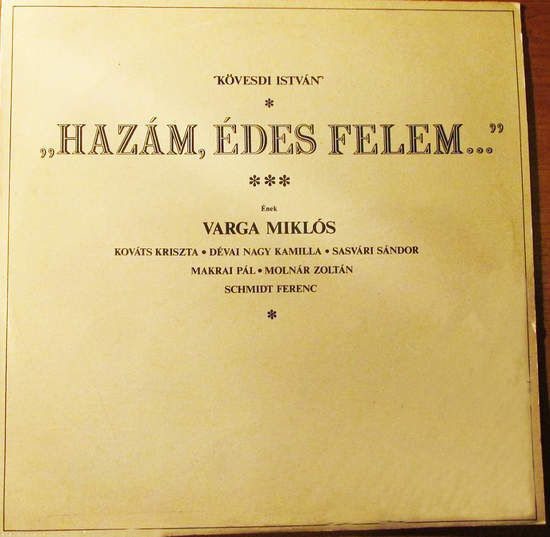 "KÖVESDI ISTVÁN"
*
„HAZÁM, ÉDES FELEM..."
***
Ének
VARGA MIKLÓS
KOVÁTS KRISZTA • DÉVAI NAGY KAMILLA • SASVÁRI SÁNDOR
MAKRAI PÁL • MOLNÁR ZOLTÁN
SCHMIDT FERENC
*